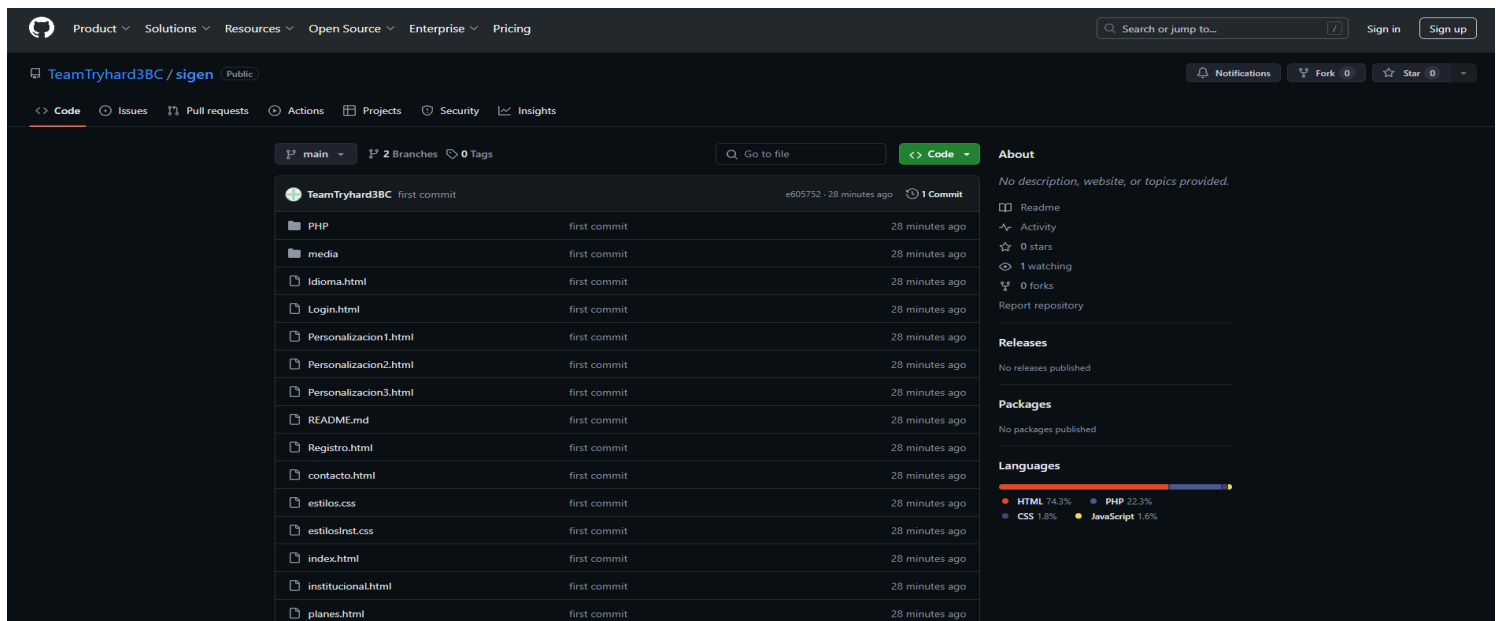 Product Solutions Resources Open Source Enterprise Pricing Search or jump to... / Sign in Sign up
TeamTryhard3BC / sigen Public Notifications Fork 0 Star 0
Code Issues Pull requests Actions Projects Security Insights
main 2 Branches 0 Tags Go to file Code
TeamTryhard3BC first commit e605752 · 28 minutes ago 1 Commit
PHP first commit 28 minutes ago
media first commit 28 minutes ago
Idioma.html first commit 28 minutes ago
Login.html first commit 28 minutes ago
Personalizacion1.html first commit 28 minutes ago
Personalizacion2.html first commit 28 minutes ago
Personalizacion3.html first commit 28 minutes ago
README.md first commit 28 minutes ago
Registro.html first commit 28 minutes ago
contacto.html first commit 28 minutes ago
estilos.css first commit 28 minutes ago
estilosInst.css first commit 28 minutes ago
index.html first commit 28 minutes ago
institucional.html first commit 28 minutes ago
planes.html first commit 28 minutes ago
About
No description, website, or topics provided.
Readme
Activity
0 stars
1 watching
0 forks
Report repository
Releases
No releases published
Packages
No packages published
Languages
HTML 74.3% PHP 22.3%
CSS 1.8% JavaScript 1.6%